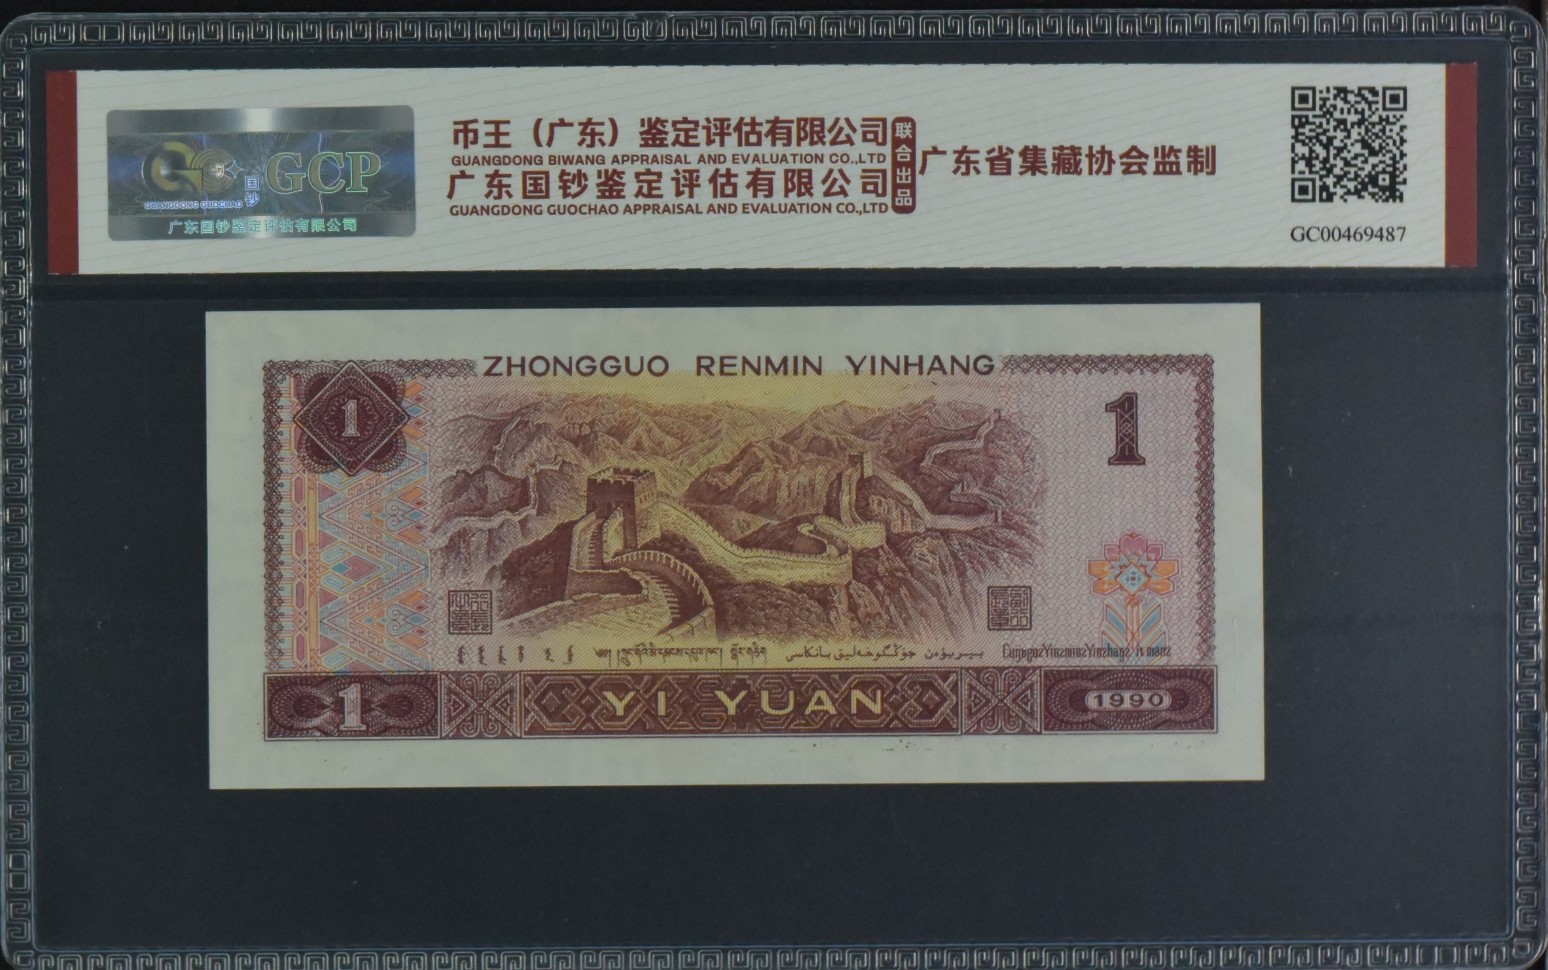 GCP
国钞
GUANGDONG GUOCHAO
广东国钞鉴定评估有限公司
币王（广东）鉴定评估有限公司
GUANGDONG BIWANG APPRAISAL AND EVALUATION CO.,LTD
广东国钞鉴定评估有限公司
GUANGDONG GUOCHAO APPRAISAL AND EVALUATION CO.,LTD
联合出品
广东省集藏协会监制
GC00469487
ZHONGGUO RENMIN YINHANG
1
1
1
YI YUAN
1990